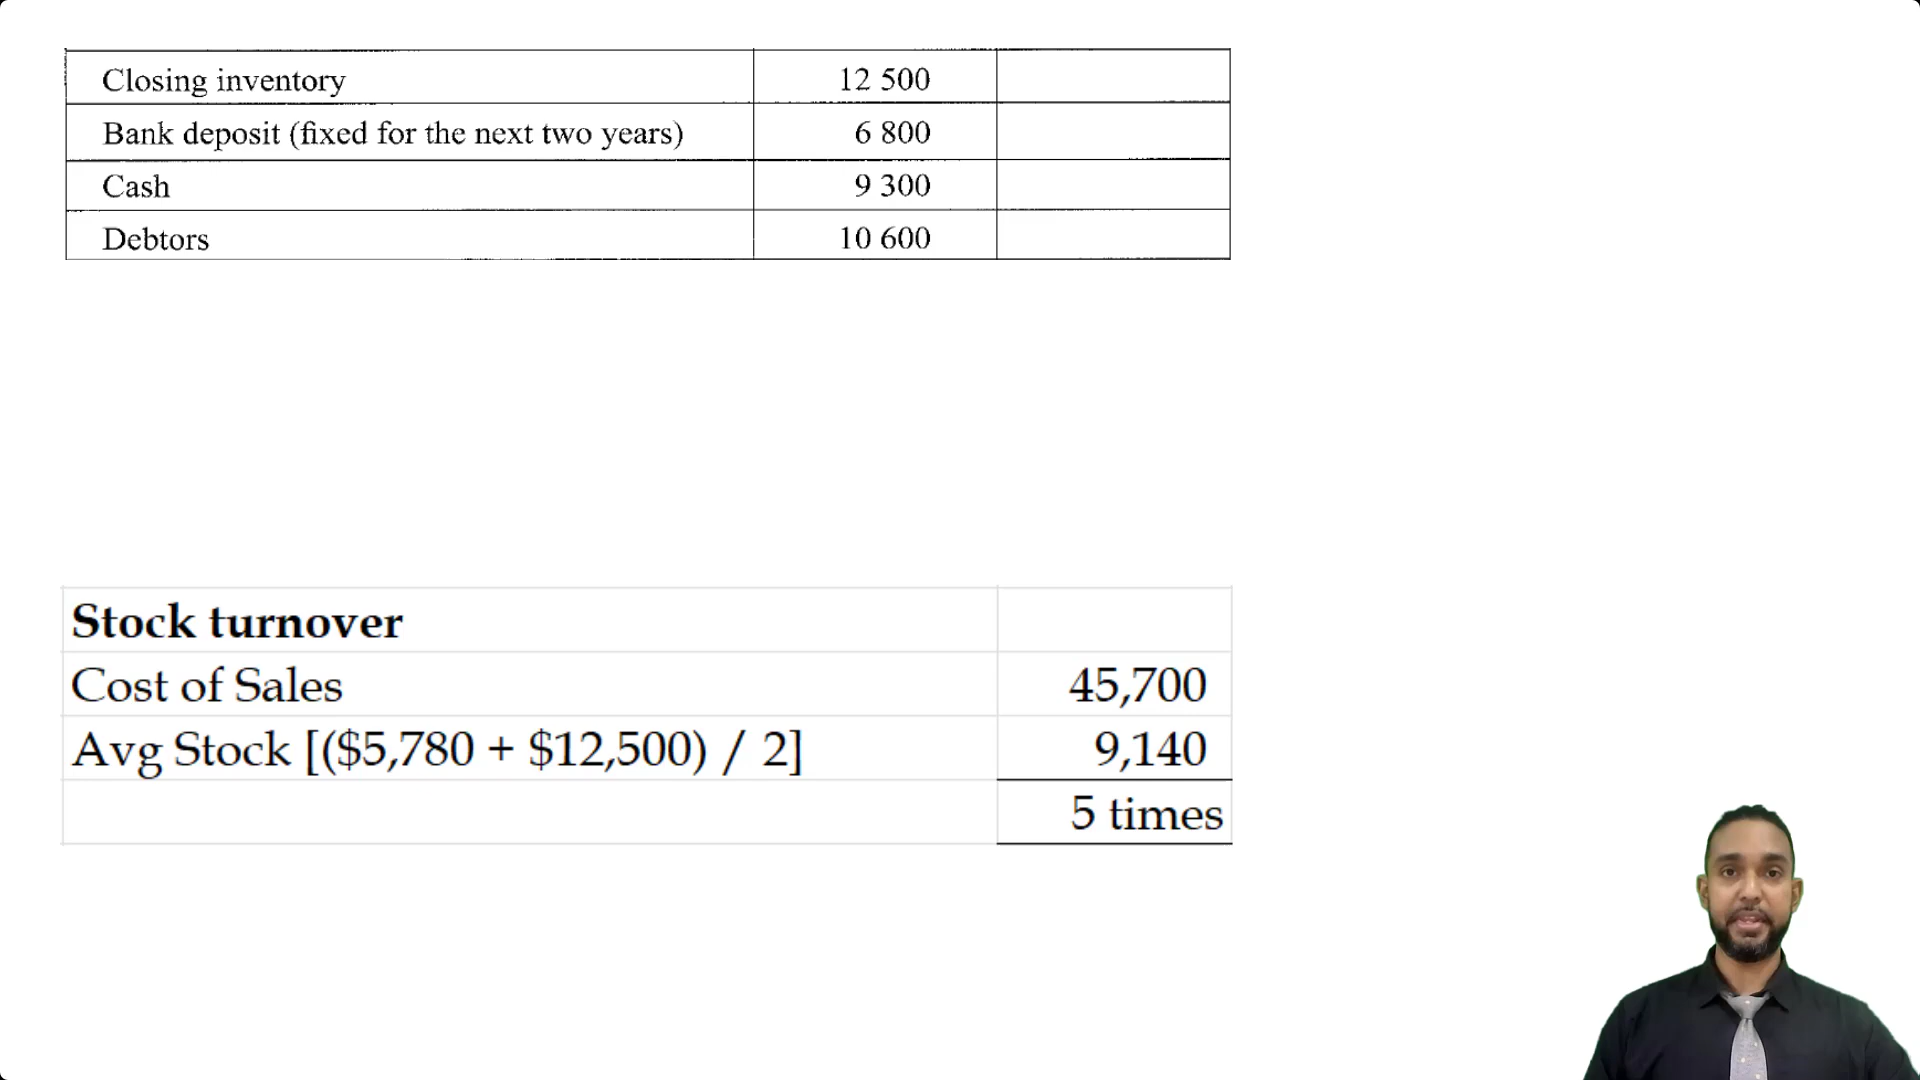 Closing inventory 12 500
Bank deposit (fixed for the next two years) 6 800
Cash 9 300
Debtors 10 600
Stock turnover
Cost of Sales 45,700
Avg Stock [($5,780 + $12,500) / 2] 9,140
5 times